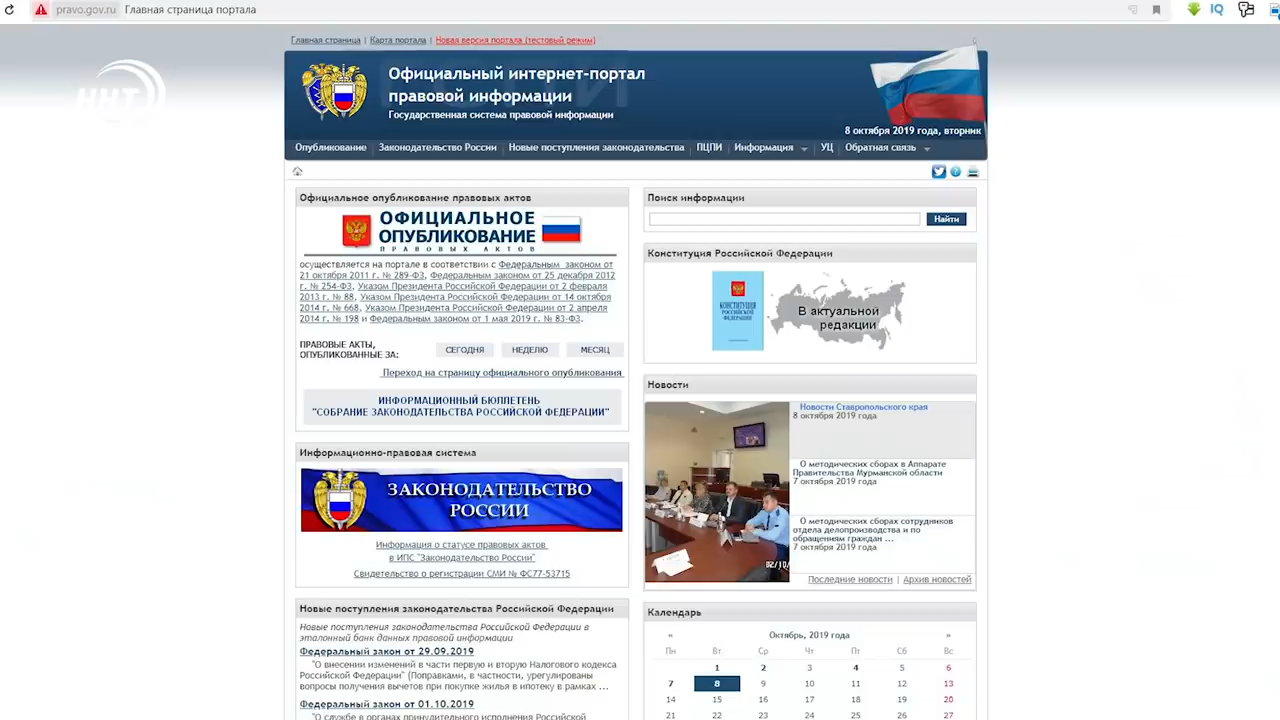 pravo.gov.ru Главная страница портала
IQ
Главная страница | Карта портала | Новая версия портала (тестовый режим)
ННТ
Официальный интернет-портал
правовой информации
Государственная система правовой информации
8 октября 2019 года, вторник
Опубликование | Законодательство России | Новые поступления законодательства | ПЦПИ | Информация | УЦ | Обратная связь
Официальное опубликование правовых актов
ОФИЦИАЛЬНОЕ
ОПУБЛИКОВАНИЕ
ПРАВОВЫХ АКТОВ
осуществляется на портале в соответствии с Федеральным законом от
21 октября 2011 г. № 289-ФЗ, Федеральным законом от 25 декабря 2012
г. № 254-ФЗ, Указом Президента Российской Федерации от 2 февраля
2013 г. № 88, Указом Президента Российской Федерации от 14 октября
2014 г. № 668, Указом Президента Российской Федерации от 2 апреля
2014 г. № 198 и Федеральным законом от 1 мая 2019 г. № 83-ФЗ.
ПРАВОВЫЕ АКТЫ,
ОПУБЛИКОВАННЫЕ ЗА:
СЕГОДНЯ НЕДЕЛЮ МЕСЯЦ
Переход на страницу официального опубликования
ИНФОРМАЦИОННЫЙ БЮЛЛЕТЕНЬ
"СОБРАНИЕ ЗАКОНОДАТЕЛЬСТВА РОССИЙСКОЙ ФЕДЕРАЦИИ"
Информационно-правовая система
ЗАКОНОДАТЕЛЬСТВО
РОССИИ
Информация о статусе правовых актов
в ИПС "Законодательство России"
Свидетельство о регистрации СМИ № ФС77-53715
Новые поступления законодательства Российской Федерации
Новые поступления законодательства Российской Федерации в
эталонный банк данных правовой информации
Федеральный закон от 29.09.2019
"О внесении изменений в части первую и вторую Налогового кодекса
Российской Федерации" (Поправками, в частности, урегулированы
вопросы получения вычетов при покупке жилья в ипотеку в рамках ...
Федеральный закон от 01.10.2019
"О службе в органах принудительного исполнения Российской
Поиск информации
Найти
Конституция Российской Федерации
КОНСТИТУЦИЯ
РОССИЙСКОЙ
ФЕДЕРАЦИИ
В актуальной
редакции
Новости
Новости Ставропольского края
8 октября 2019 года
О методических сборах в Аппарате
Правительства Мурманской области
7 октября 2019 года
О методических сборах сотрудников
отдела делопроизводства и по
обращениям граждан ...
7 октября 2019 года
02/10/
Последние новости | Архив новостей
Календарь
« Октябрь, 2019 года »
Пн Вт Ср Чт Пт Сб Вс
1 2 3 4 5 6
7 8 9 10 11 12 13
14 15 16 17 18 19 20
21 22 23 24 25 26 27